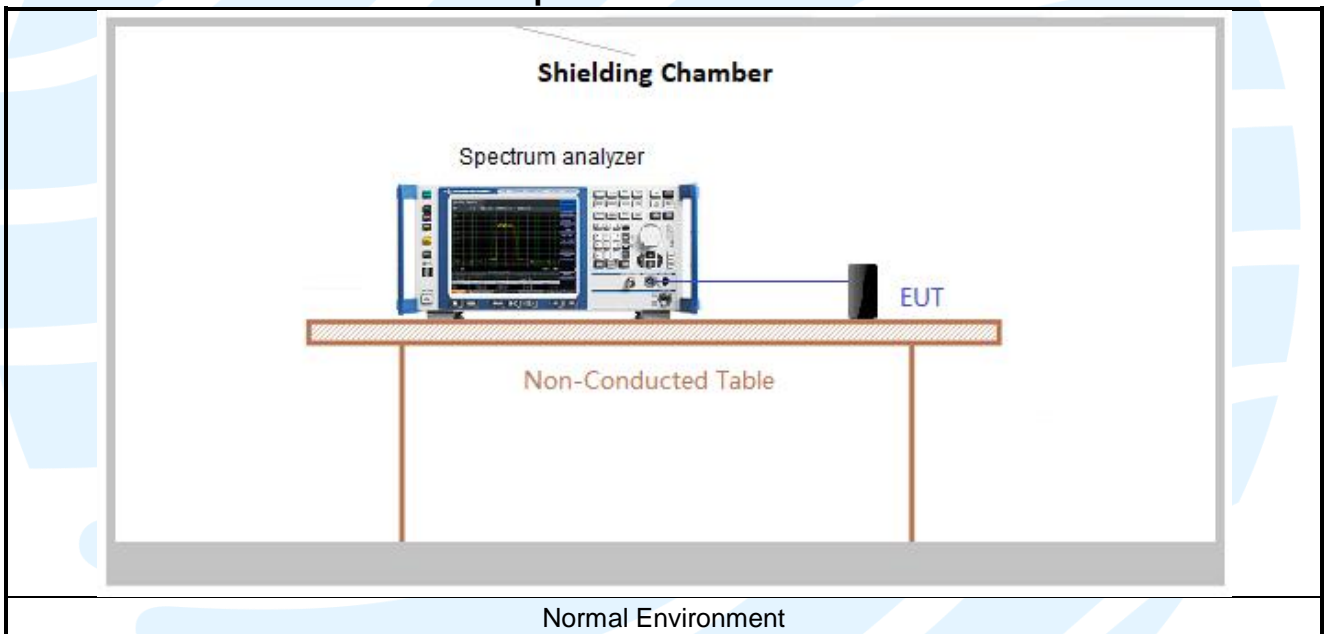 Shielding Chamber
Spectrum analyzer
EUT
Non-Conducted Table
Normal Environment